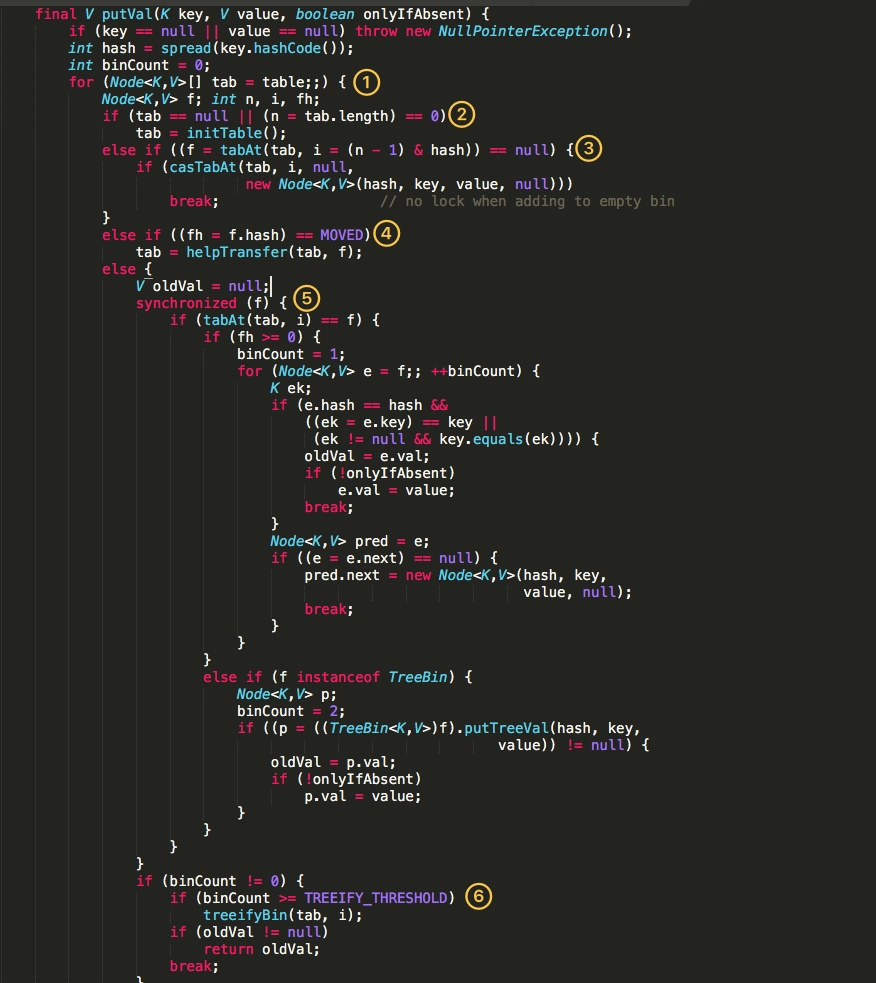 final V putVal(K key, V value, boolean onlyIfAbsent) {
if (key == null || value == null) throw new NullPointerException();
int hash = spread(key.hashCode());
int binCount = 0;
for (Node<K,V>[] tab = table;;) { 1
Node<K,V> f; int n, i, fh;
if (tab == null || (n = tab.length) == 0) 2
tab = initTable();
else if ((f = tabAt(tab, i = (n - 1) & hash)) == null) { 3
if (casTabAt(tab, i, null,
new Node<K,V>(hash, key, value, null)))
break; // no lock when adding to empty bin
}
else if ((fh = f.hash) == MOVED) 4
tab = helpTransfer(tab, f);
else {
V oldVal = null;
synchronized (f) { 5
if (tabAt(tab, i) == f) {
if (fh >= 0) {
binCount = 1;
for (Node<K,V> e = f;; ++binCount) {
K ek;
if (e.hash == hash &&
((ek = e.key) == key ||
(ek != null && key.equals(ek)))) {
oldVal = e.val;
if (!onlyIfAbsent)
e.val = value;
break;
}
Node<K,V> pred = e;
if ((e = e.next) == null) {
pred.next = new Node<K,V>(hash, key,
value, null);
break;
}
}
}
else if (f instanceof TreeBin) {
Node<K,V> p;
binCount = 2;
if ((p = ((TreeBin<K,V>)f).putTreeVal(hash, key,
value)) != null) {
oldVal = p.val;
if (!onlyIfAbsent)
p.val = value;
}
}
}
}
if (binCount != 0) {
if (binCount >= TREEIFY_THRESHOLD) 6
treeifyBin(tab, i);
if (oldVal != null)
return oldVal;
break;
}